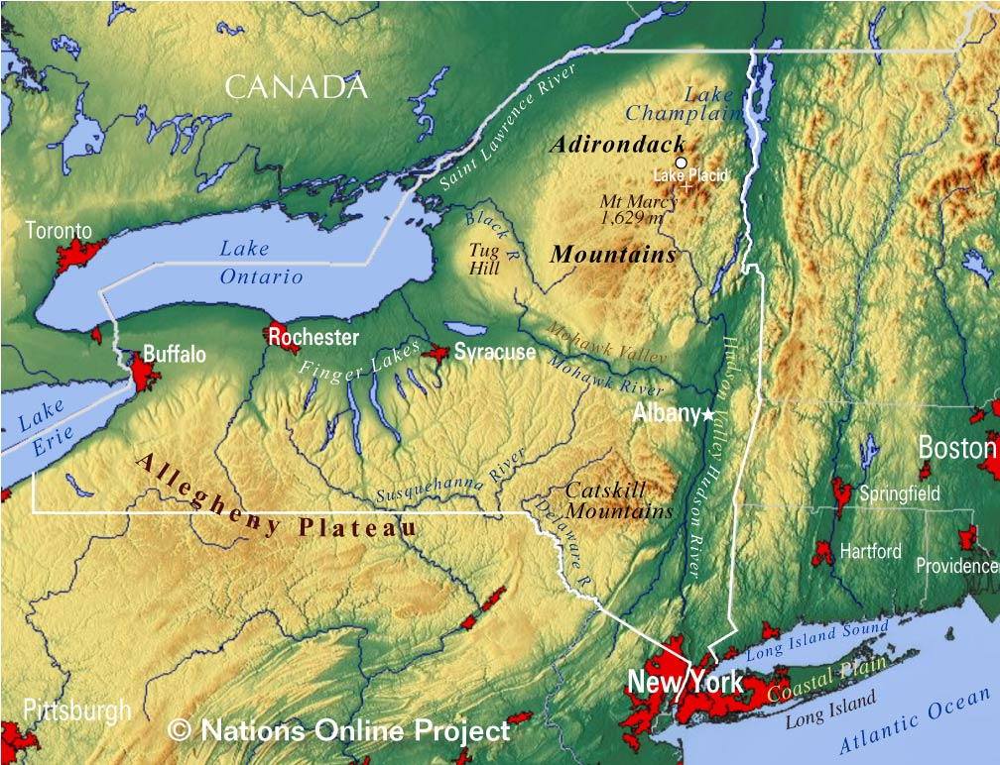 CANADA
Saint Lawrence River
Lake
Champlain
Adirondack
Lake Placid
Mt Marcy
1,629 m
Mountains
Black R
Tug
Hill
Toronto
Lake
Ontario
Rochester
Buffalo
Finger Lakes
Syracuse
Mohawk Valley
Mohawk River
Hudson Valley
Albany
Lake
Erie
Boston
Allegheny Plateau
Susquehanna River
Catskill
Mountains
Delaware R
Hudson River
Springfield
Hartford
Providence
Long Island Sound
New York
Coastal Plain
Long Island
Atlantic Ocean
Pittsburgh
© Nations Online Project